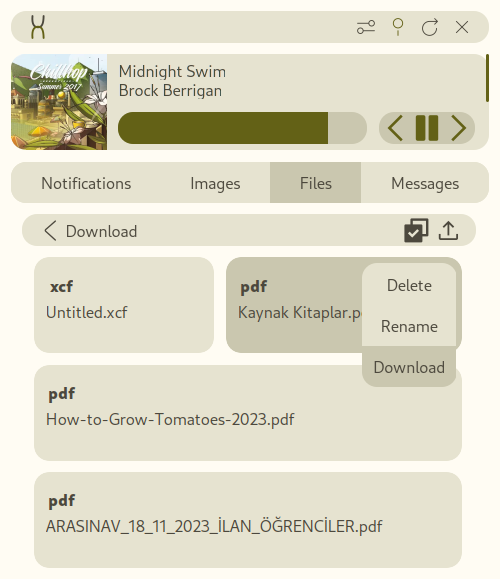 Chillhop
Summer 2017
Midnight Swim
Brock Berrigan
Notifications
Images
Files
Messages
Download
xcf
Untitled.xcf
pdf
Kaynak Kitaplar.p
Delete
Rename
Download
pdf
How-to-Grow-Tomatoes-2023.pdf
pdf
ARASINAV_18_11_2023_İLAN_ÖĞRENCİLER.pdf